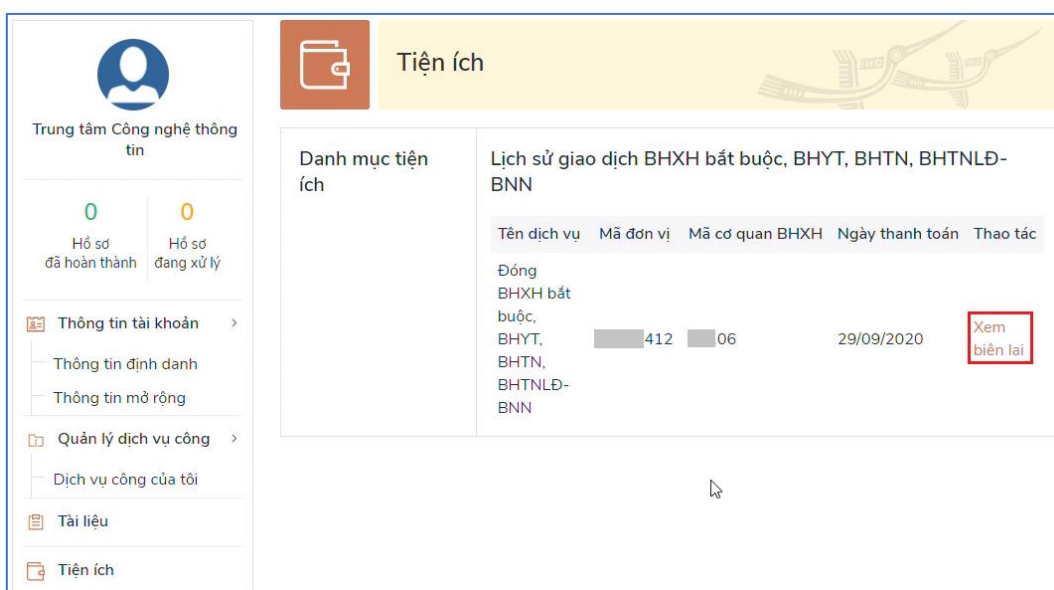 Trung tâm Công nghệ thông
tin
0
Hồ sơ
đã hoàn thành
0
Hồ sơ
đang xử lý
Thông tin tài khoản
Thông tin định danh
Thông tin mở rộng
Quản lý dịch vụ công
Dịch vụ công của tôi
Tài liệu
Tiện ích
Tiện ích
Danh mục tiện
ích
Lịch sử giao dịch BHXH bắt buộc, BHYT, BHTN, BHTNLĐ-
BNN
Tên dịch vụ Mã đơn vị Mã cơ quan BHXH Ngày thanh toán Thao tác
Đóng
BHXH bắt
buộc,
BHYT,
BHTN,
BHTNLĐ-
BNN
412
06
29/09/2020
Xem
biên lai